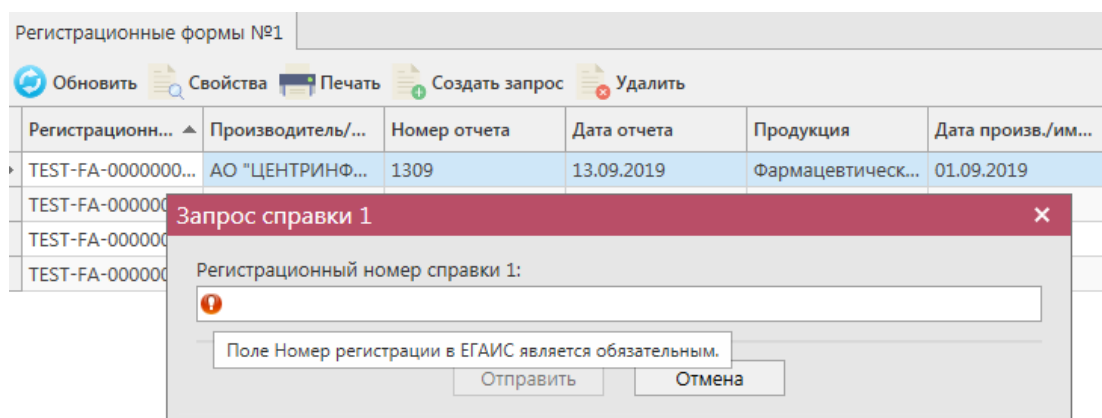 Регистрационные формы №1
Обновить Свойства Печать Создать запрос Удалить
Регистрационн... Производитель/... Номер отчета Дата отчета Продукция Дата произв./им...
TEST-FA-0000000... АО "ЦЕНТРИНФ... 1309 13.09.2019 Фармацевтическ... 01.09.2019
TEST-FA-000000
TEST-FA-000000
TEST-FA-000000
Запрос справки 1
Регистрационный номер справки 1:
Поле Номер регистрации в ЕГАИС является обязательным.
Отправить Отмена